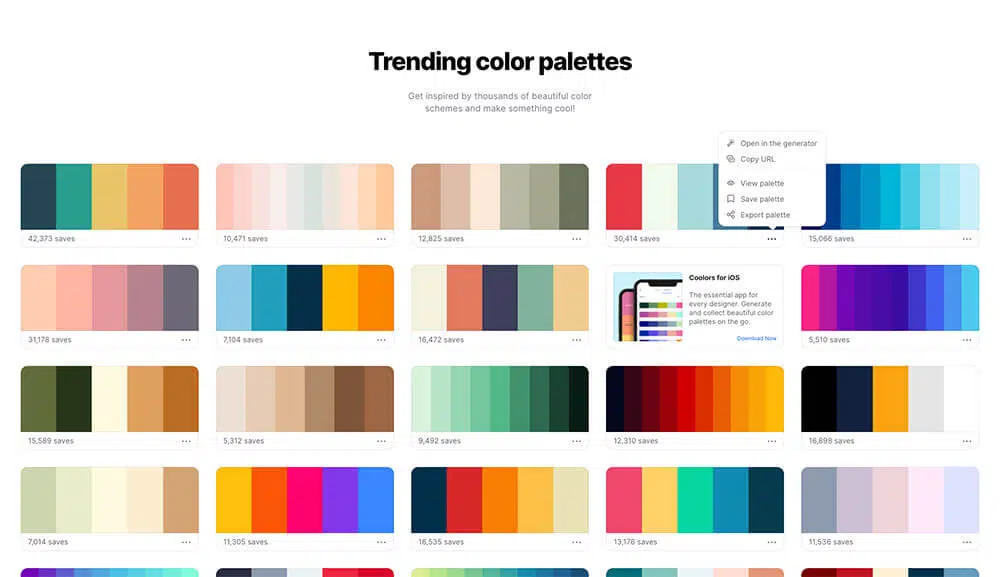 Trending color palettes
Get inspired by thousands of beautiful color
schemes and make something cool!
Open in the generator
Copy URL
View palette
Save palette
Export palette
42,373 saves
10,471 saves
12,825 saves
30,414 saves
15,066 saves
31,178 saves
7,104 saves
16,472 saves
Coolors for iOS
The essential app for
every designer. Generate
and collect beautiful color
palettes on the go.
Download Now
5,510 saves
15,589 saves
5,312 saves
9,492 saves
12,310 saves
16,898 saves
7,014 saves
11,305 saves
16,535 saves
13,176 saves
11,536 saves